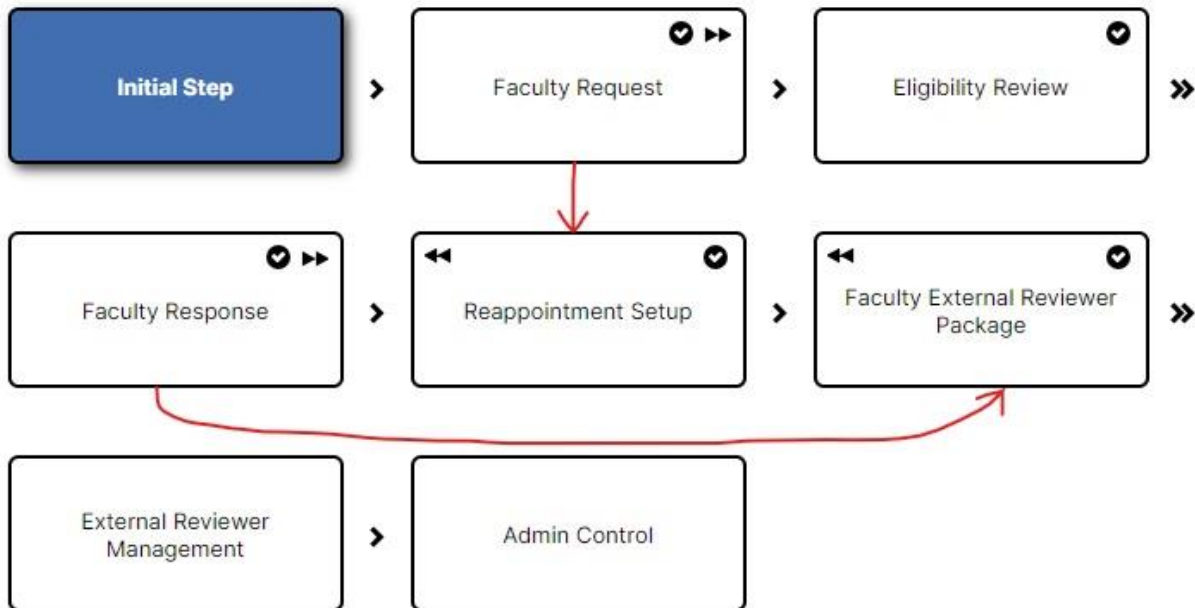 Initial Step
Faculty Request
Eligibility Review
Faculty Response
Reappointment Setup
Faculty External Reviewer
Package
External Reviewer
Management
Admin Control